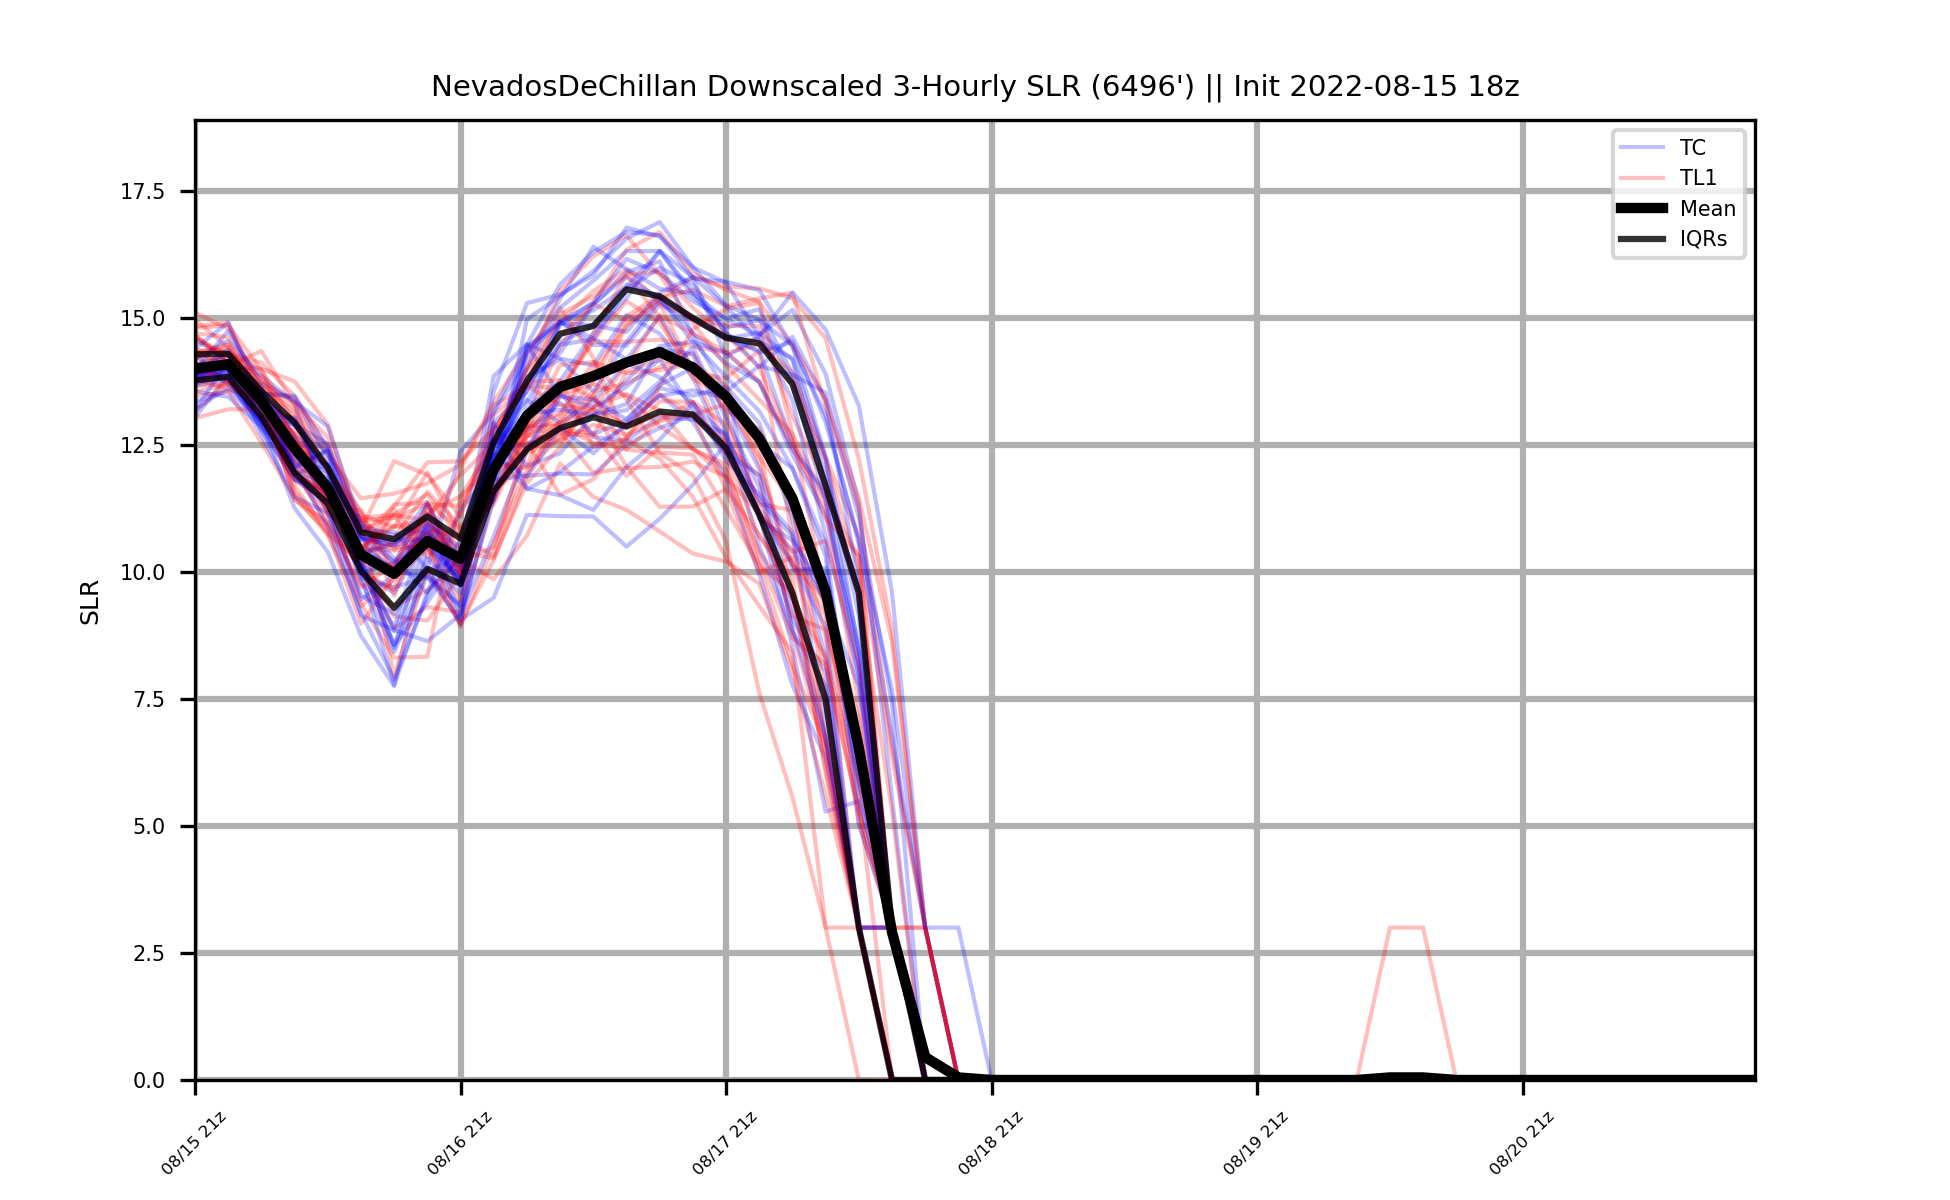 NevadosDeChillan Downscaled 3-Hourly SLR (6496') || Init 2022-08-15 18z
TC
TL1
Mean
IQRs
SLR
17.5
15.0
12.5
10.0
7.5
5.0
2.5
0.0
08/15 21z
08/16 21z
08/17 21z
08/18 21z
08/19 21z
08/20 21z